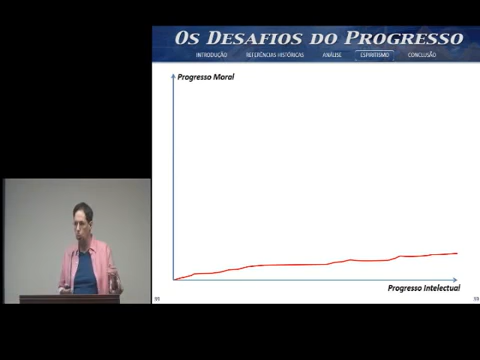 OS DESAFIOS DO PROGRESSO
INTRODUÇÃO REFERÊNCIAS HISTÓRICAS ANÁLISE ESPIRITISMO CONCLUSÃO
Progresso Moral
Progresso Intelectual